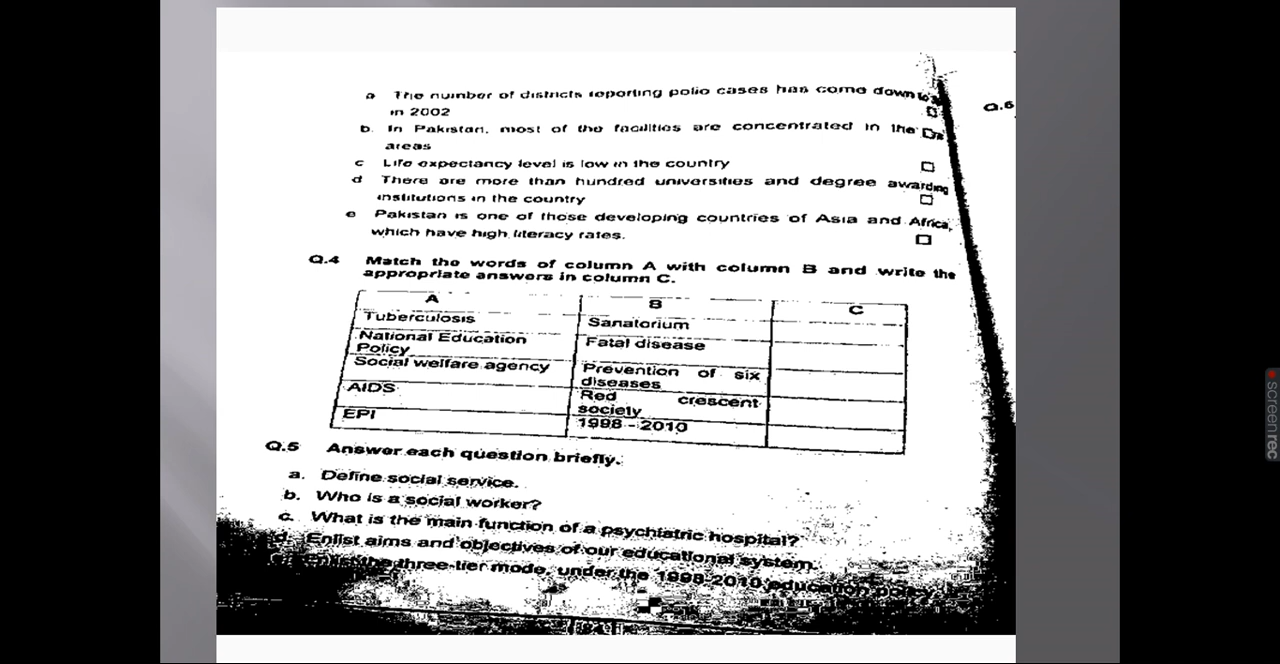 a The number of districts reporting polio cases has come down to
in 2002
b. In Pakistan, most of the facilities are concentrated in the
areas
c Life expectancy level is low in the country
d There are more than hundred universities and degree awarding
institutions in the country
e Pakistan is one of those developing countries of Asia and Africa,
which have high literacy rates.
Q.4 Match the words of column A with column B and write the
appropriate answers in column C.
A B C
Tuberculosis Sanatorium
National Education Policy Fatal disease
Social welfare agency Prevention of six diseases
AIDS Red crescent society
EPI 1998 - 2010
Q.5 Answer each question briefly.
a. Define social service.
b. Who is a social worker?
c. What is the main function of a psychiatric hospital?
d. Enlist aims and objectives of our educational system.
the three-tier mode, under the 1998-2010 education policy.
Q.6
screenrec